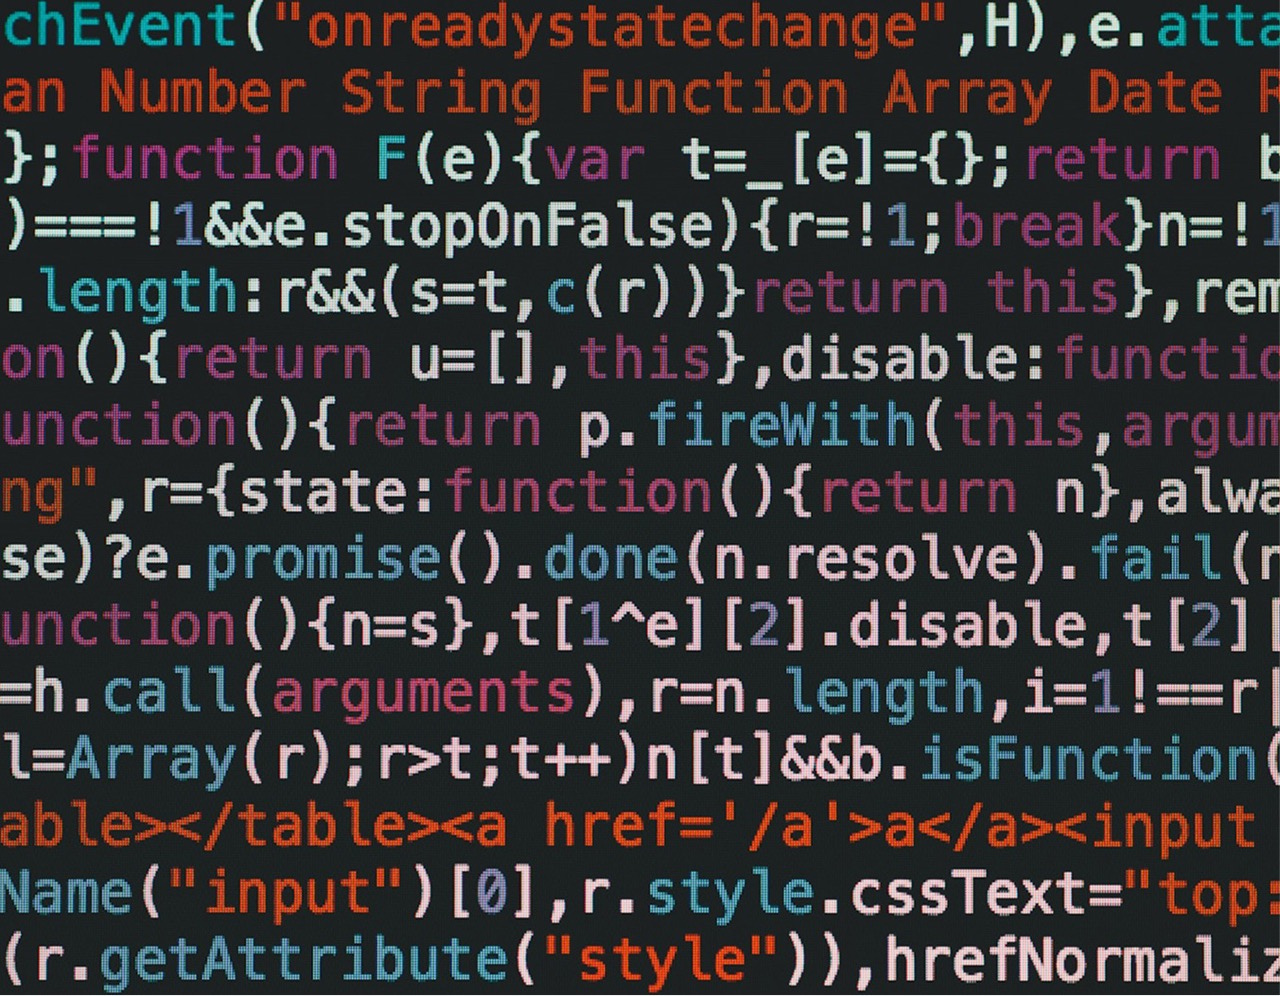 chEvent("onreadystatechange",H),e.atta
an Number String Function Array Date R
};function F(e){var t=_[e]={};return b
)===!1&&e.stopOnFalse){r=!1;break}n=!1
.length:r&&(s=t,c(r))}return this},rem
on(){return u=[],this},disable:functio
unction(){return p.fireWith(this,argum
ng",r={state:function(){return n},alwa
se)?e.promise().done(n.resolve).fail(n
unction(){n=s},t[1^e][2].disable,t[2][
=h.call(arguments),r=n.length,i=1!==r|
l=Array(r);r>t;t++)n[t]&&b.isFunction(
able></table><a href='/a'>a</a><input
Name("input")[0],r.style.cssText="top:
(r.getAttribute("style")),hrefNormaliz